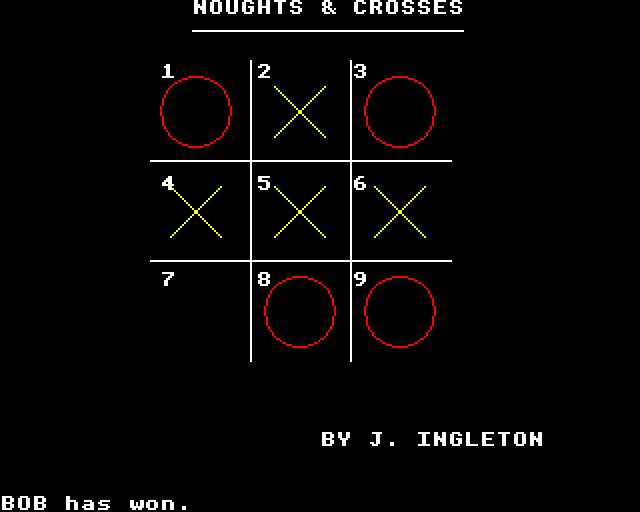 NOUGHTS & CROSSES
1 2 3
4 5 6
7 8 9
BY J. INGLETON
BOB has won.